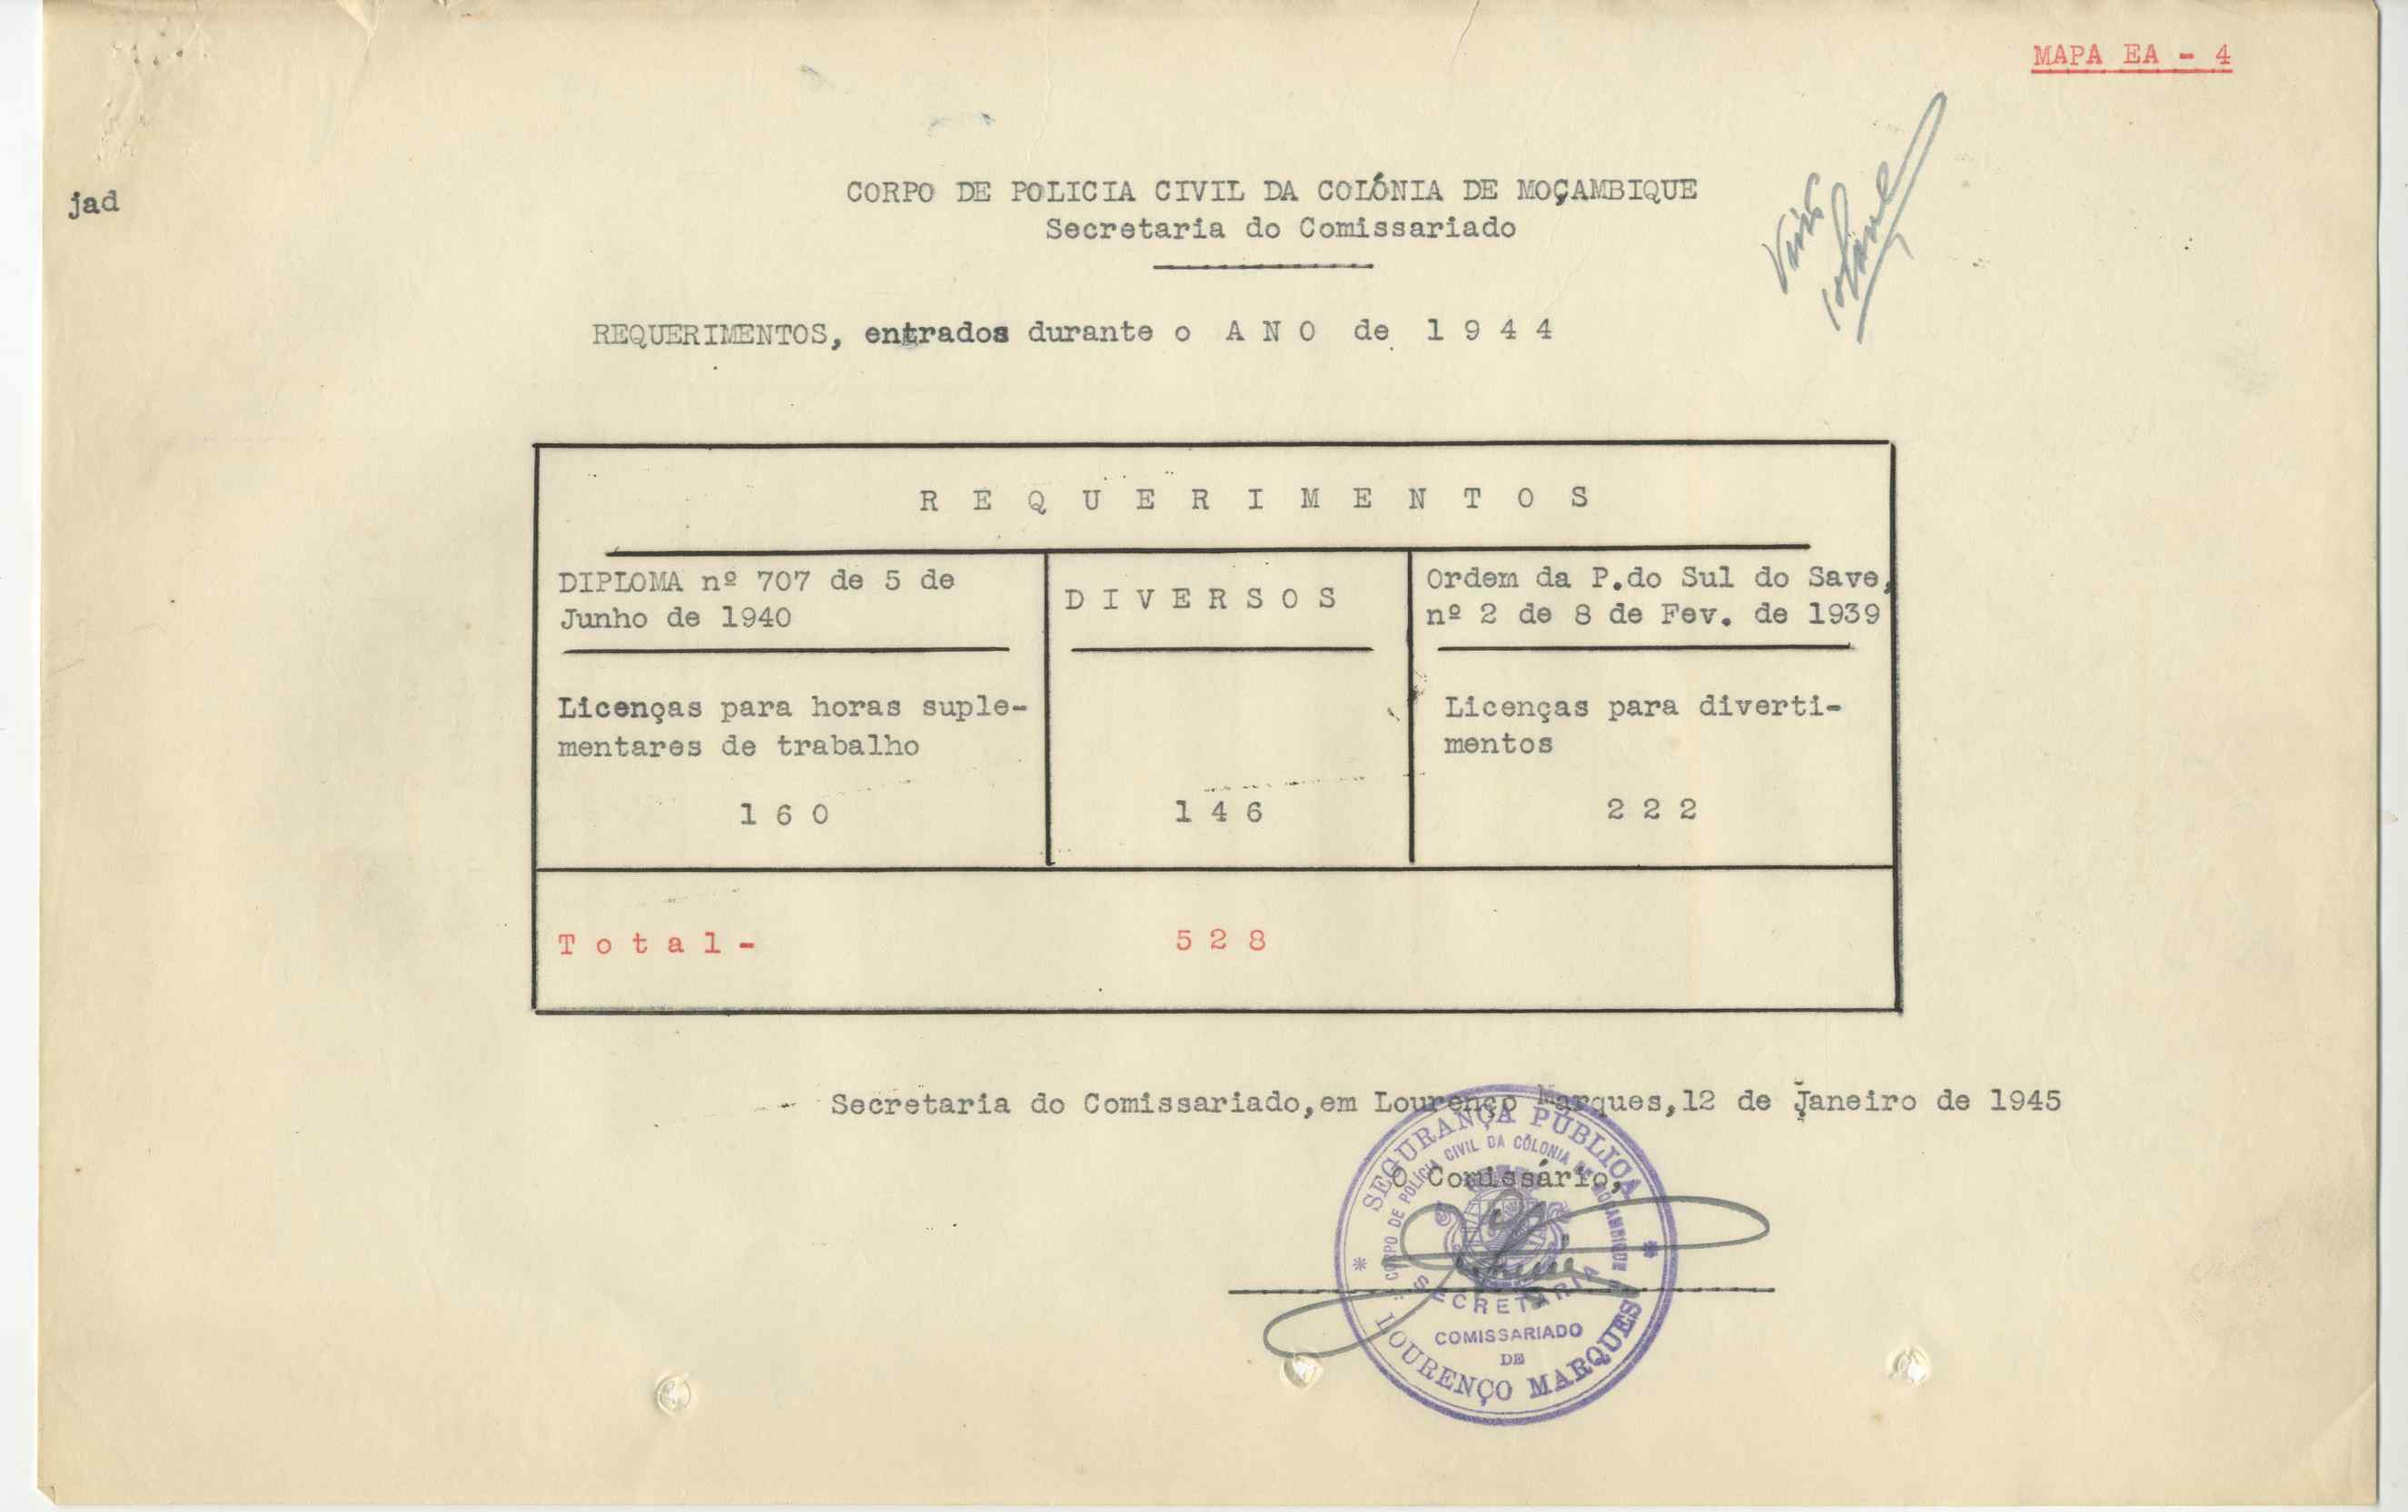 MAPA EA - 4
jad
CORPO DE POLICIA CIVIL DA COLÓNIA DE MOÇAMBIQUE
Secretaria do Comissariado
Visto
REQUERIMENTOS, entrados durante o A N O de 1 9 4 4
R E Q U E R I M E N T O S
DIPLOMA nº 707 de 5 de
Junho de 1940
D I V E R S O S
Ordem da P.do Sul do Save,
nº 2 de 8 de Fev. de 1939
Licenças para horas suple-
mentares de trabalho
Licenças para diverti-
mentos
1 6 0
1 4 6
2 2 2
T o t a l -
5 2 8
Secretaria do Comissariado,em Lourenço Marques,12 de Janeiro de 1945
O Comissário,
SEGURANÇA PUBLICA
CORPO DE POLÍCIA CIVIL DA COLONIA DE MOÇAMBIQUE
SECRETARIA
COMISSARIADO
DE
LOURENÇO MARQUES